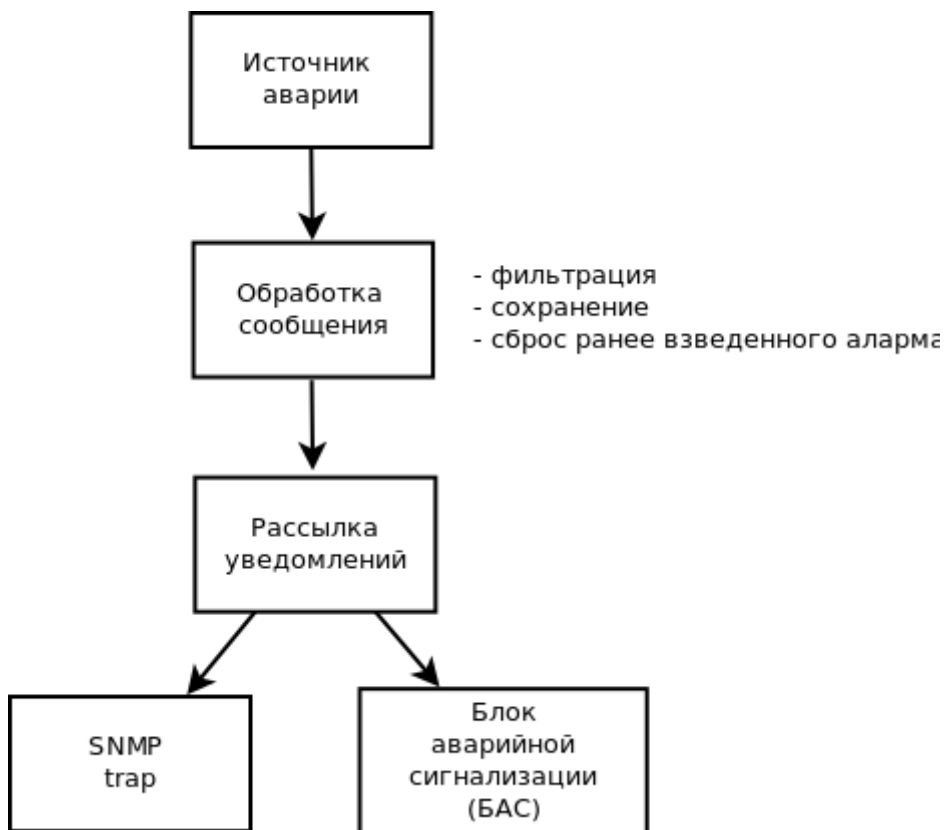 Источник
аварии
Обработка
сообщения
- фильтрация
- сохранение
- сброс ранее взведенного аларма
Рассылка
уведомлений
SNMP
trap
Блок
аварийной
сигнализации
(БАС)